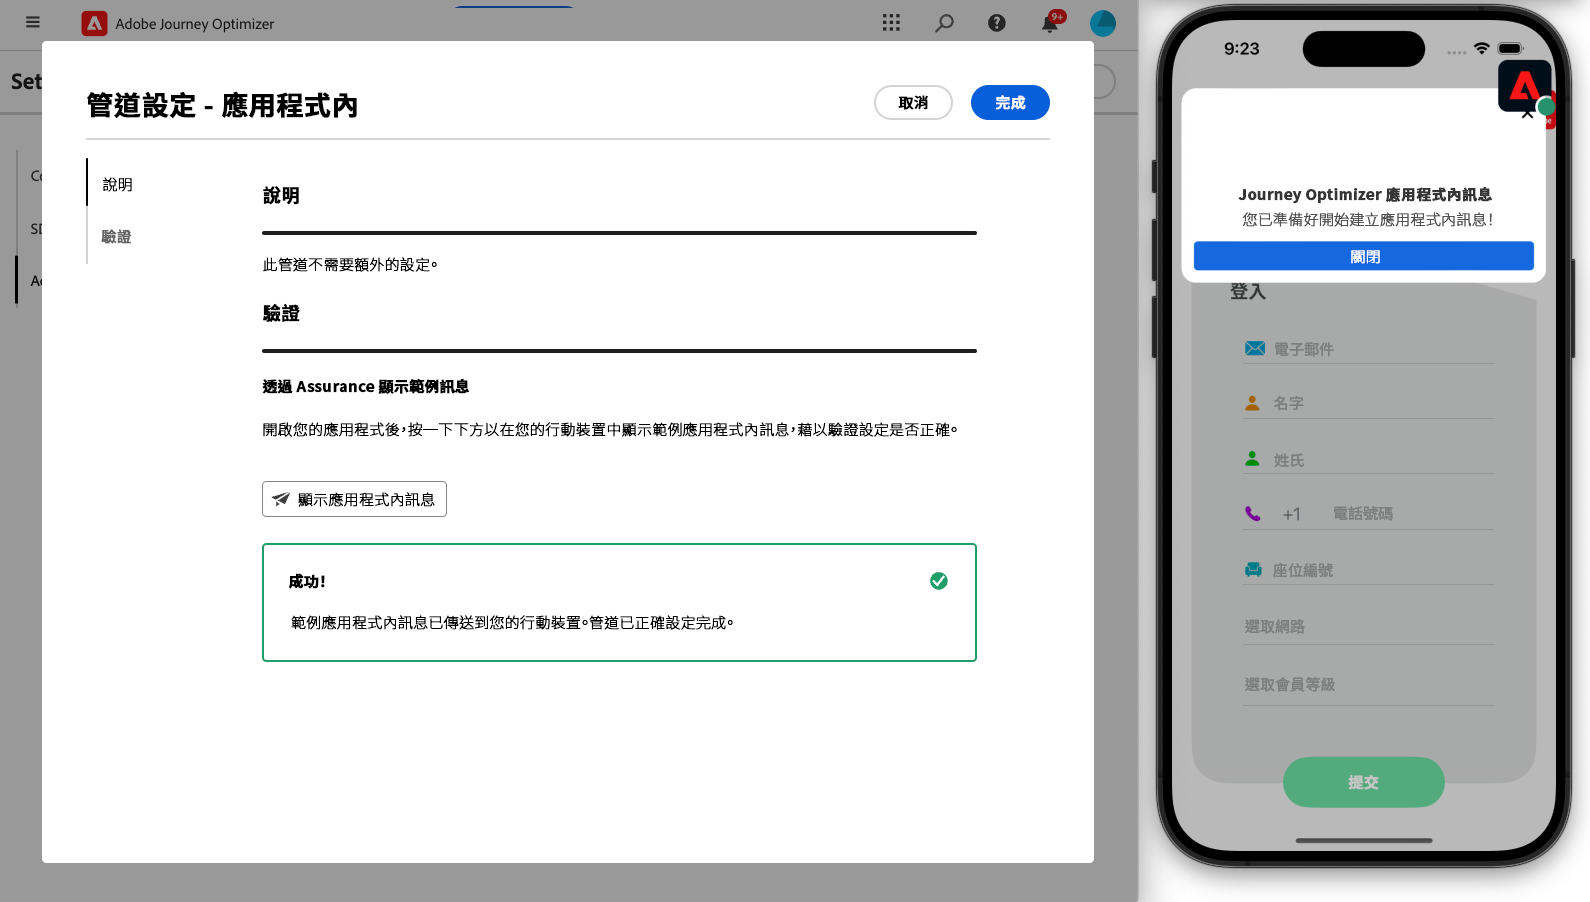 Adobe Journey Optimizer
9+
Set
管道設定 - 應用程式內
取消
完成
說明
驗證
說明
此管道不需要額外的設定。
驗證
透過 Assurance 顯示範例訊息
開啟您的應用程式後，按一下下方以在您的行動裝置中顯示範例應用程式內訊息，藉以驗證設定是否正確。
顯示應用程式內訊息
成功！
範例應用程式內訊息已傳送到您的行動裝置。管道已正確設定完成。
9:23
Journey Optimizer 應用程式內訊息
您已準備好開始建立應用程式內訊息！
關閉
登入
電子郵件
名字
姓氏
+1 電話號碼
座位編號
選取網路
選取會員等級
提交